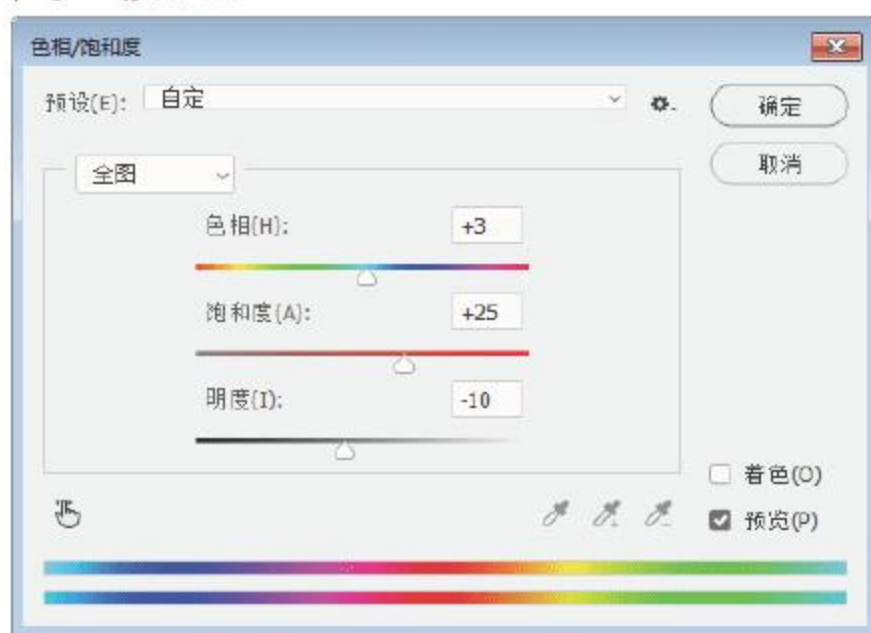 色相/饱和度
预设(E): 自定
确定
取消
全图
色相(H): +3
饱和度(A): +25
明度(I): -10
着色(O)
预览(P)